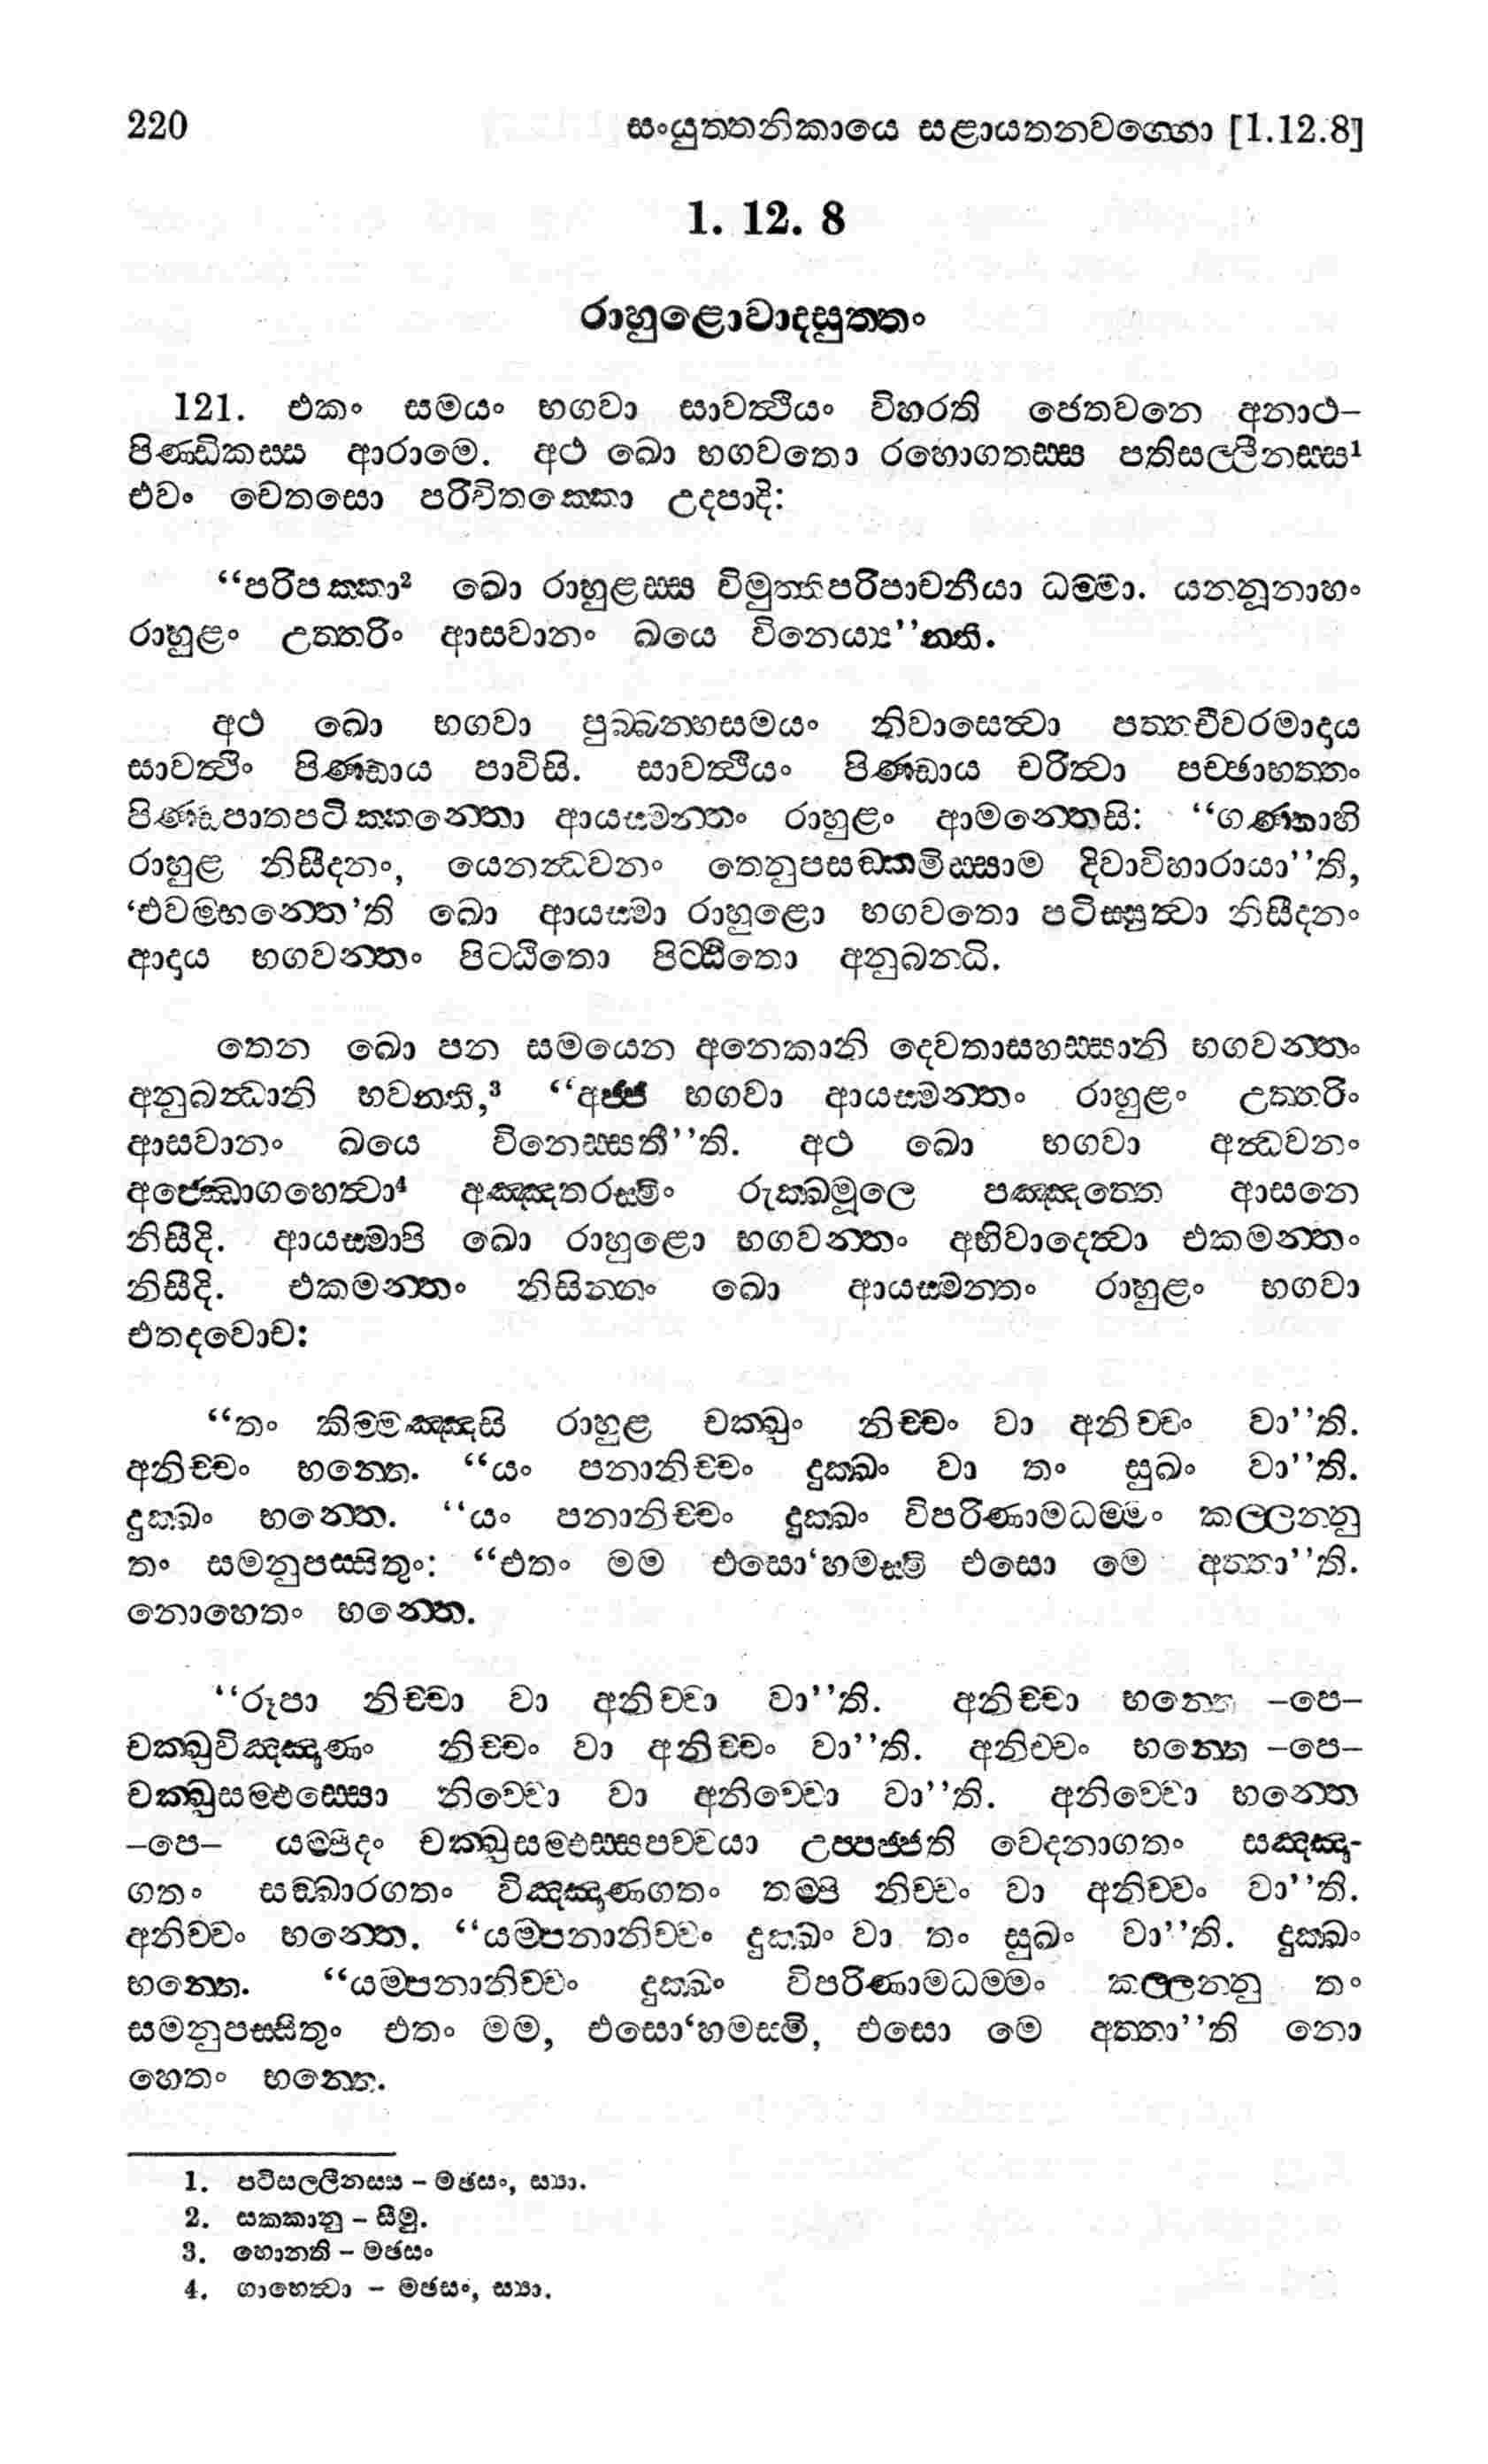 220 සංයුත්තනිකායෙ සළායතනවග්ගො [1.12.8]
1. 12. 8
රාහුළොවාදසුත්තං
121. එකං සමයං භගවා සාවත්ථියං විහරති ජෙතවනෙ අනාථ–
පිණ්ඩිකස්ස ආරාමෙ. අථ ඛො භගවතො රහොගතස්ස පතිසල්ලීනස්ස¹
එවං චෙතසො පරිවිතක්කො උදපාදි:
“පරිපක්කා² ඛො රාහුළස්ස විමුත්තිපරිපාචනීයා ධම්මා. යන්නූනාහං
රාහුළං උත්තරිං ආසවානං ඛයෙ විනෙය්‍ය”න්ති.
අථ ඛො භගවා පුබ්බන්හසමයං නිවාසෙත්‍වා පත්තචීවරමාදාය
සාවත්ථිං පිණ්ඩාය පාවිසි. සාවත්ථියං පිණ්ඩාය චරිත්‍වා පච්ඡාභත්තං
පිණ්ඩපාතපටික්කන්තො ආයස්මන්තං රාහුළං ආමන්තෙසි: “ගණ්හාහි
රාහුළ නිසීදනං, යෙනන්ධවනං තෙනුපසඞ්කමිස්සාම දිවාවිහාරායා”ති,
‘එවම්භන්තෙ’ති ඛො ආයස්මා රාහුළො භගවතො පටිස්සුත්‍වා නිසීදනං
ආදාය භගවන්තං පිට්ඨිතො පිට්ඨිතො අනුබන්ධි.
තෙන ඛො පන සමයෙන අනෙකානි දෙවතාසහස්සානි භගවන්තං
අනුබන්ධානි භවන්ති,³ “අජ්ජ භගවා ආයස්මන්තං රාහුළං උත්තරිං
ආසවානං ඛයෙ විනෙස්සතී”ති. අථ ඛො භගවා අන්ධවනං
අජ්ඣොගහෙත්‍වා⁴ අඤ්ඤතරස්මිං රුක්ඛමූලෙ පඤ්ඤත්තෙ ආසනෙ
නිසීදි. ආයස්මාපි ඛො රාහුළො භගවන්තං අභිවාදෙත්‍වා එකමන්තං
නිසීදි. එකමන්තං නිසින්නං ඛො ආයස්මන්තං රාහුළං භගවා
එතදවොච:
“තං කිම්මඤ්ඤසි රාහුළ චක්ඛුං නිච්චං වා අනිච්චං වා”ති.
අනිච්චං භන්තෙ. “යං පනානිච්චං දුක්ඛං වා තං සුඛං වා”ති.
දුක්ඛං භන්තෙ. “යං පනානිච්චං දුක්ඛං විපරිණාමධම්මං කල්ලන්නු
තං සමනුපස්සිතුං: “එතං මම එසො‘හමස්මි එසො මෙ අත්තා”ති.
නොහෙතං භන්තෙ.
“රූපා නිච්චා වා අනිච්චා වා”ති. අනිච්චා භන්තෙ –පෙ–
චක්ඛුවිඤ්ඤාණං නිච්චං වා අනිච්චං වා”ති. අනිච්චං භන්තෙ –පෙ–
චක්ඛුසම්ඵස්සො නිච්චො වා අනිච්චො වා”ති. අනිච්චො භන්තෙ
–පෙ– යම්පිදං චක්ඛුසම්ඵස්සපච්චයා උප්පජ්ජති වෙදනාගතං සඤ්ඤා-
ගතං සඞ්ඛාරගතං විඤ්ඤාණගතං තම්පි නිච්චං වා අනිච්චං වා”ති.
අනිච්චං භන්තෙ. “යම්පනානිච්චං දුක්ඛං වා තං සුඛං වා”ති. දුක්ඛං
භන්තෙ. “යම්පනානිච්චං දුක්ඛං විපරිණාමධම්මං කල්ලන්නු තං
සමනුපස්සිතුං එතං මම, එසො‘හමස්මි, එසො මෙ අත්තා”ති නො
හෙතං භන්තෙ.
1. පටිසල්ලීනස්ස – මඡසං, ස්‍යා.
2. සක්කානු – සීමු.
3. හොන්ති – මඡසං
4. ගාහෙත්‍වා – මඡසං, ස්‍යා.